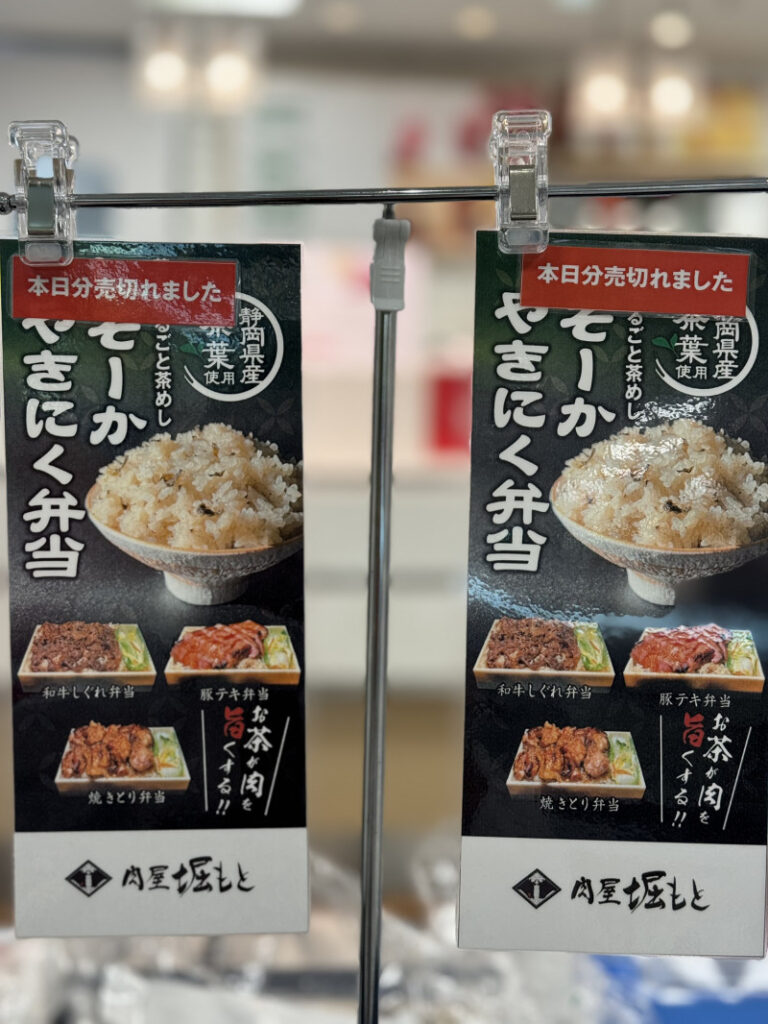 本日分売切れました
静岡県産
茶葉
使用
るごと茶めし
そーか
やきにく弁当
和牛しぐれ弁当
豚テキ弁当
焼きとり弁当
お茶が肉を
旨くする!!
肉屋堀もと
本日分売切れました
静岡県産
茶葉
使用
るごと茶めし
そーか
やきにく弁当
和牛しぐれ弁当
豚テキ弁当
焼きとり弁当
お茶が肉を
旨くする!!
肉屋堀もと